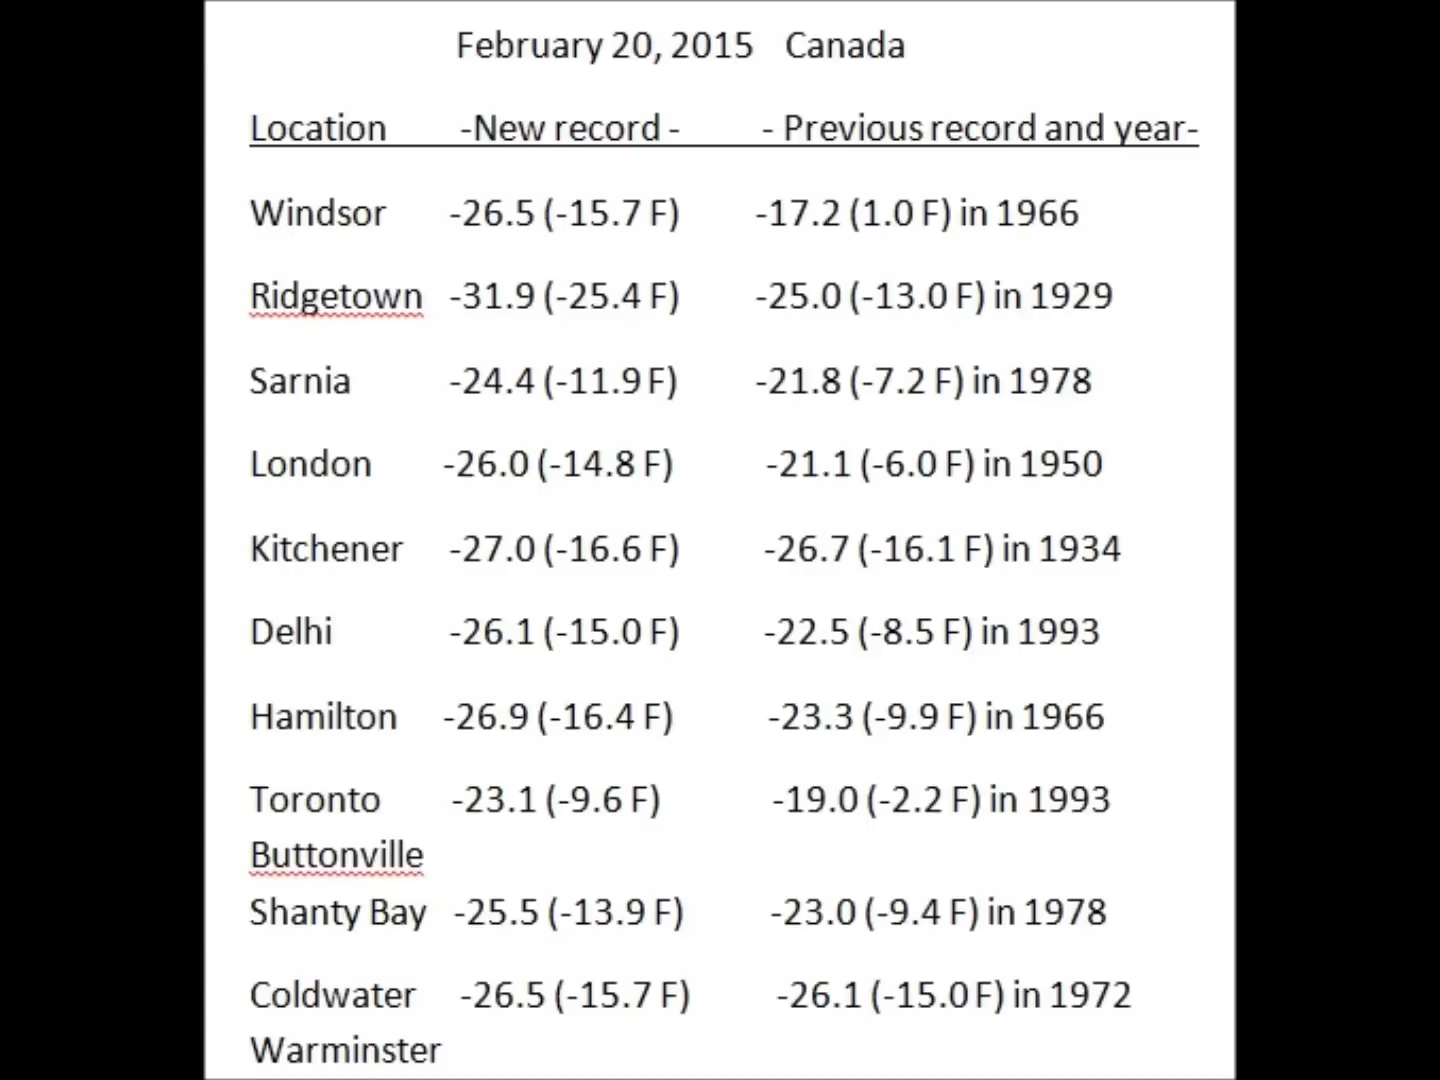 February 20, 2015 Canada
Location -New record - - Previous record and year-
Windsor -26.5 (-15.7 F) -17.2 (1.0 F) in 1966
Ridgetown -31.9 (-25.4 F) -25.0 (-13.0 F) in 1929
Sarnia -24.4 (-11.9 F) -21.8 (-7.2 F) in 1978
London -26.0 (-14.8 F) -21.1 (-6.0 F) in 1950
Kitchener -27.0 (-16.6 F) -26.7 (-16.1 F) in 1934
Delhi -26.1 (-15.0 F) -22.5 (-8.5 F) in 1993
Hamilton -26.9 (-16.4 F) -23.3 (-9.9 F) in 1966
Toronto -23.1 (-9.6 F) -19.0 (-2.2 F) in 1993
Buttonville
Shanty Bay -25.5 (-13.9 F) -23.0 (-9.4 F) in 1978
Coldwater -26.5 (-15.7 F) -26.1 (-15.0 F) in 1972
Warminster